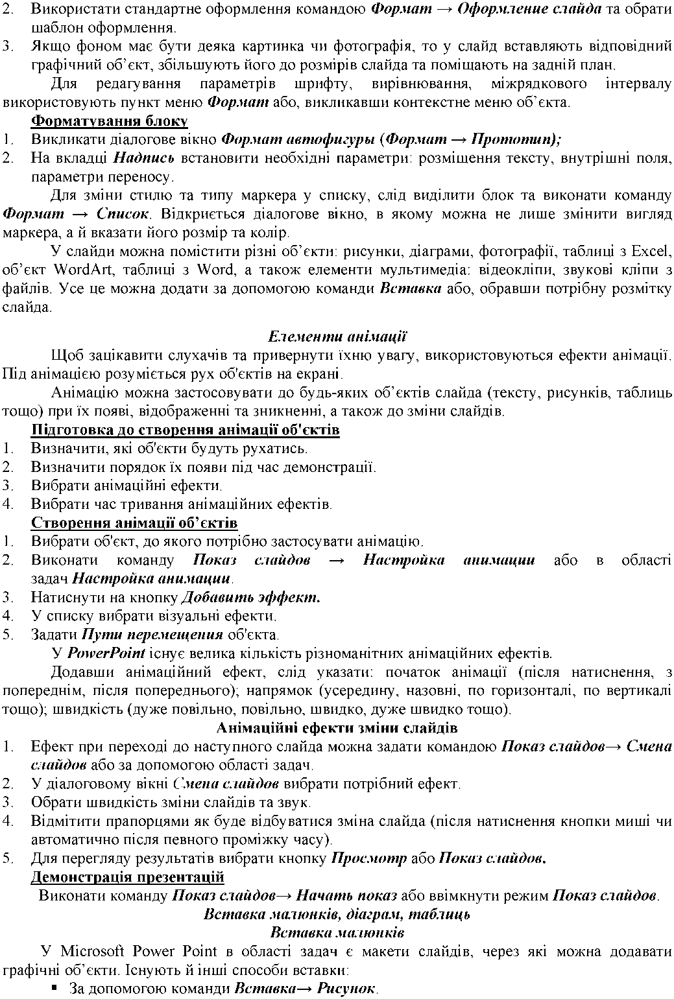 2. Використати стандартне оформлення командою Формат → Оформление слайда та обрати
шаблон оформлення.
3. Якщо фоном має бути деяка картинка чи фотографія, то у слайд вставляють відповідний
графічний об’єкт, збільшують його до розмірів слайда та поміщають на задній план.
Для редагування параметрів шрифту, вирівнювання, міжрядкового інтервалу
використовують пункт меню Формат або, викликавши контекстне меню об’єкта.
Форматування блоку
1. Викликати діалогове вікно Формат автофигуры (Формат → Прототип);
2. На вкладці Надпись встановити необхідні параметри: розміщення тексту, внутрішні поля,
параметри переносу.
Для зміни стилю та типу маркера у списку, слід виділити блок та виконати команду
Формат → Список. Відкриється діалогове вікно, в якому можна не лише змінити вигляд
маркера, а й вказати його розмір та колір.
У слайди можна помістити різні об’єкти: рисунки, діаграми, фотографії, таблиці з Excel,
об’єкт WordArt, таблиці з Word, а також елементи мультимедіа: відеокліпи, звукові кліпи з
файлів. Усе це можна додати за допомогою команди Вставка або, обравши потрібну розмітку
слайда.
Елементи анімації
Щоб зацікавити слухачів та привернути їхню увагу, використовуються ефекти анімації.
Під анімацією розуміється рух об'єктів на екрані.
Анімацію можна застосовувати до будь-яких об’єктів слайда (тексту, рисунків, таблиць
тощо) при їх появі, відображенні та зникненні, а також до зміни слайдів.
Підготовка до створення анімації об'єктів
1. Визначити, які об'єкти будуть рухатись.
2. Визначити порядок їх появи під час демонстрації.
3. Вибрати анімаційні ефекти.
4. Вибрати час тривання анімаційних ефектів.
Створення анімації об’єктів
1. Вибрати об'єкт, до якого потрібно застосувати анімацію.
2. Виконати команду Показ слайдов → Настройка анимации або в області
задач Настройка анимации.
3. Натиснути на кнопку Добавить эффект.
4. У списку вибрати візуальні ефекти.
5. Задати Пути перемещения об'єкта.
У PowerPoint існує велика кількість різноманітних анімаційних ефектів.
Додавши анімаційний ефект, слід указати: початок анімації (після натиснення, з
попереднім, після попереднього); напрямок (усередину, назовні, по горизонталі, по вертикалі
тощо); швидкість (дуже повільно, повільно, швидко, дуже швидко тощо).
Анімаційні ефекти зміни слайдів
1. Ефект при переході до наступного слайда можна задати командою Показ слайдов→ Смена
слайдов або за допомогою області задач.
2. У діалоговому вікні Смена слайдов вибрати потрібний ефект.
3. Обрати швидкість зміни слайдів та звук.
4. Відмітити прапорцями як буде відбуватися зміна слайда (після натиснення кнопки миші чи
автоматично після певного проміжку часу).
5. Для перегляду результатів вибрати кнопку Просмотр або Показ слайдов.
Демонстрація презентацій
Виконати команду Показ слайдов→ Начать показ або ввімкнути режим Показ слайдов.
Вставка малюнків, діаграм, таблиць
Вставка малюнків
У Microsoft Power Point в області задач є макети слайдів, через які можна додавати
графічні об’єкти. Існують й інші способи вставки:
▪ За допомогою команди Вставка→ Рисунок.